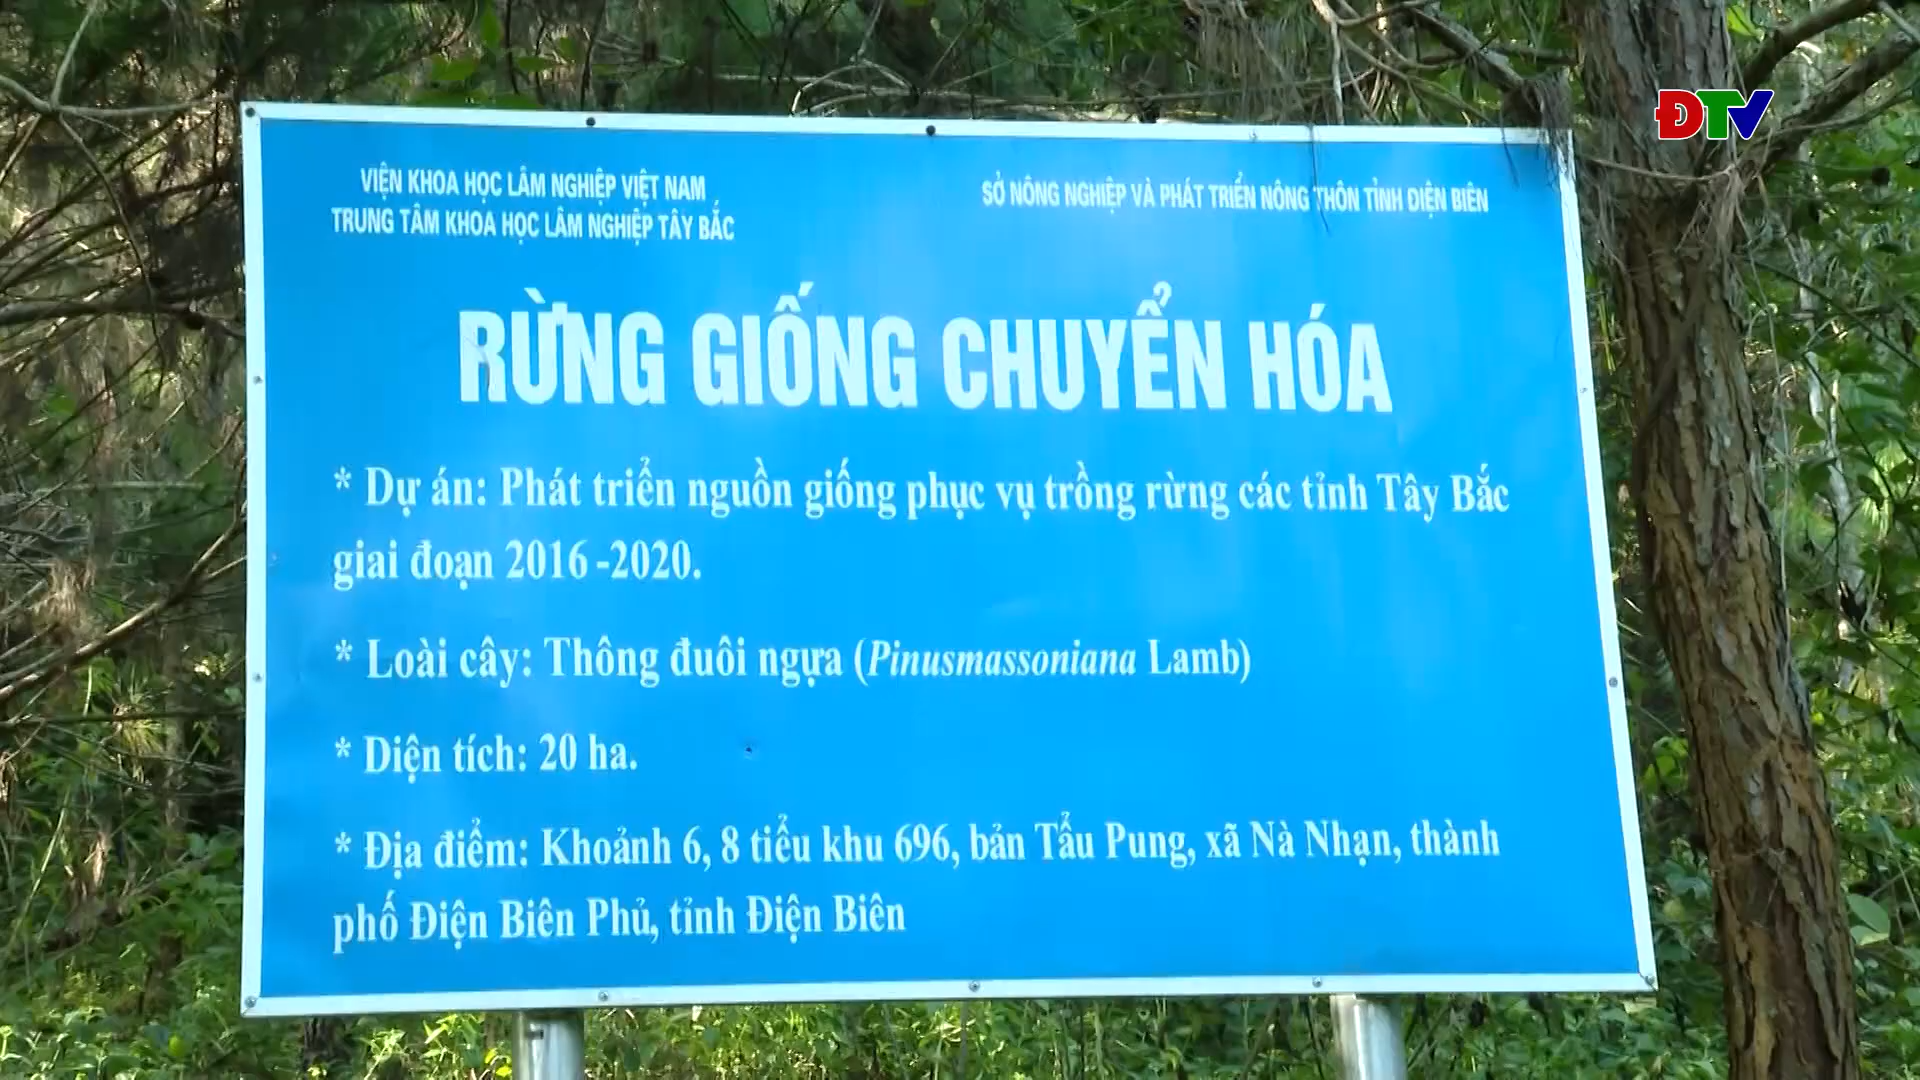 ĐTV
VIỆN KHOA HỌC LÂM NGHIỆP VIỆT NAM
TRUNG TÂM KHOA HỌC LÂM NGHIỆP TÂY BẮC
SỞ NÔNG NGHIỆP VÀ PHÁT TRIỂN NÔNG THÔN TỈNH ĐIỆN BIÊN
RỪNG GIỐNG CHUYỂN HÓA
* Dự án: Phát triển nguồn giống phục vụ trồng rừng các tỉnh Tây Bắc
giai đoạn 2016-2020.
* Loài cây: Thông đuôi ngựa (Pinusmassoniana Lamb)
* Diện tích: 20 ha.
* Địa điểm: Khoảnh 6, 8 tiểu khu 696, bản Tẩu Pung, xã Nà Nhạn, thành
phố Điện Biên Phủ, tỉnh Điện Biên